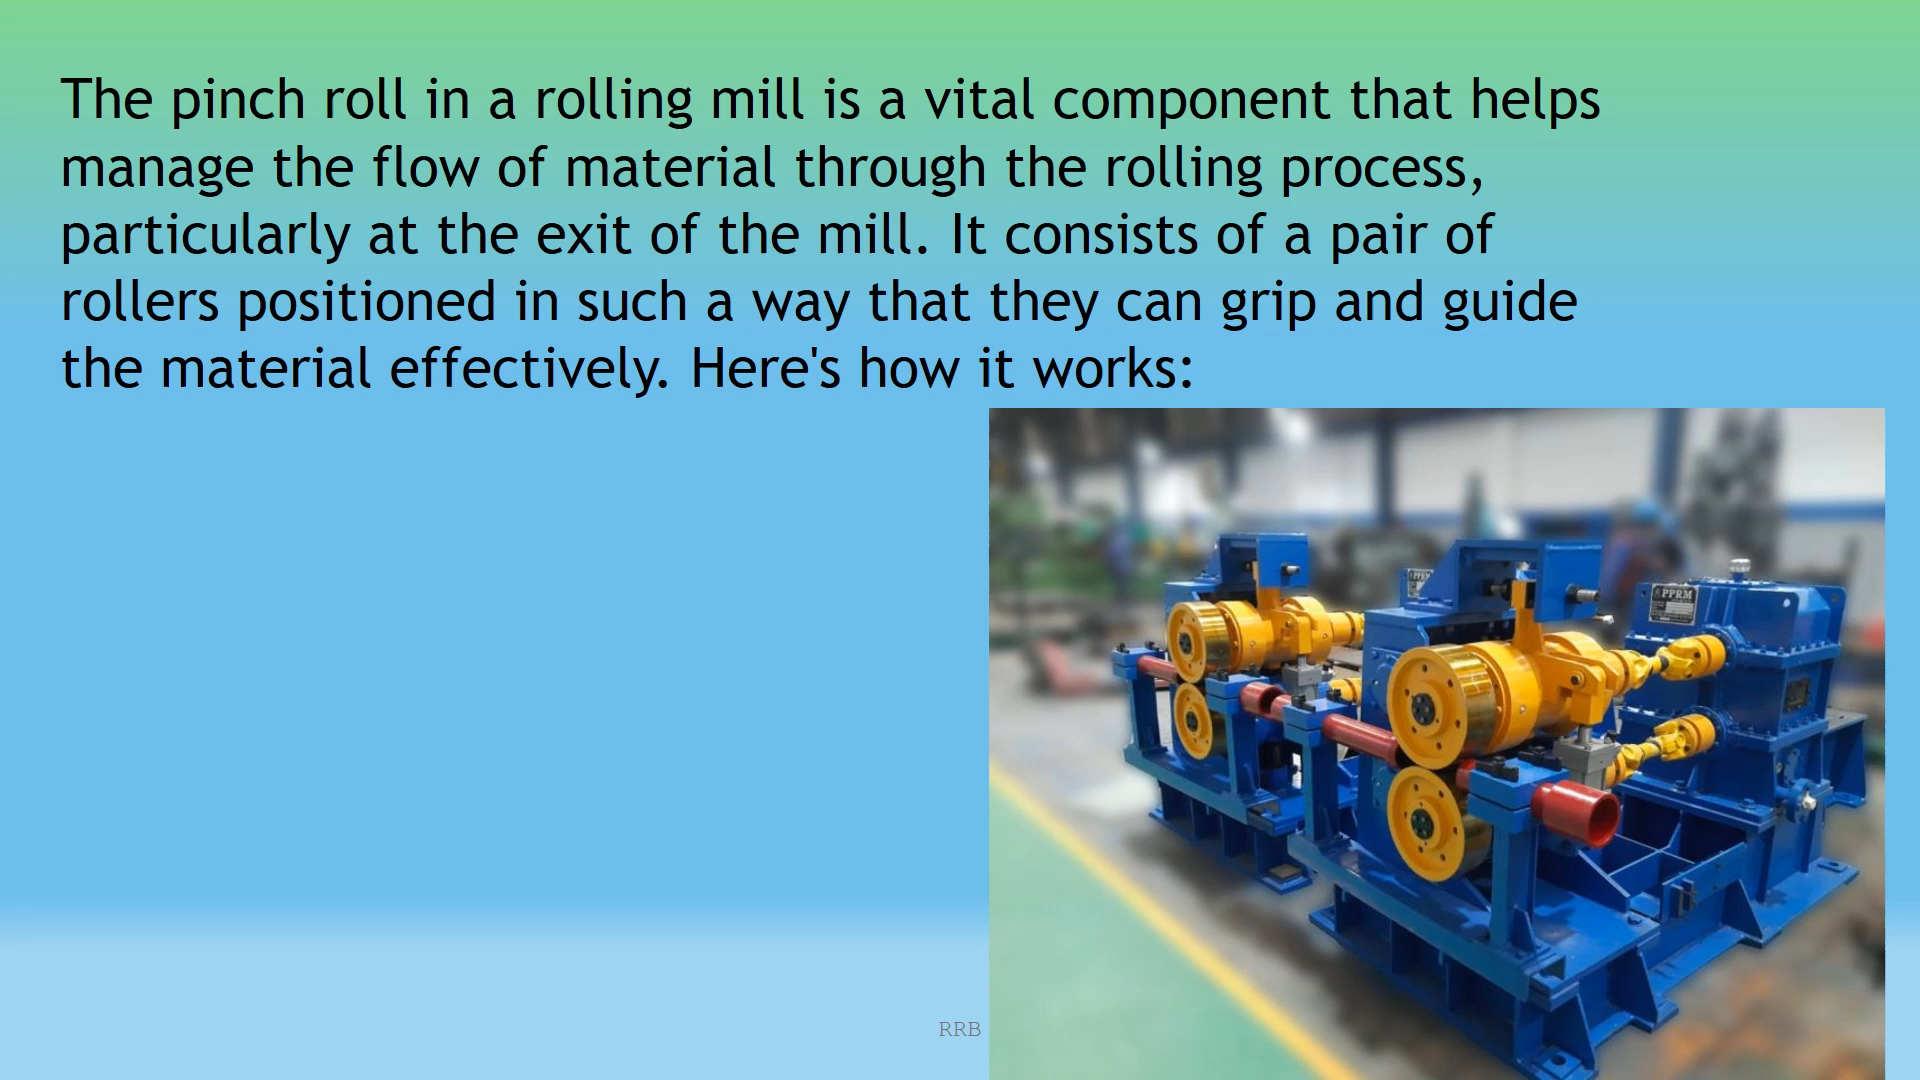 The pinch roll in a rolling mill is a vital component that helps
manage the flow of material through the rolling process,
particularly at the exit of the mill. It consists of a pair of
rollers positioned in such a way that they can grip and guide
the material effectively. Here's how it works:
PPRM
RRB